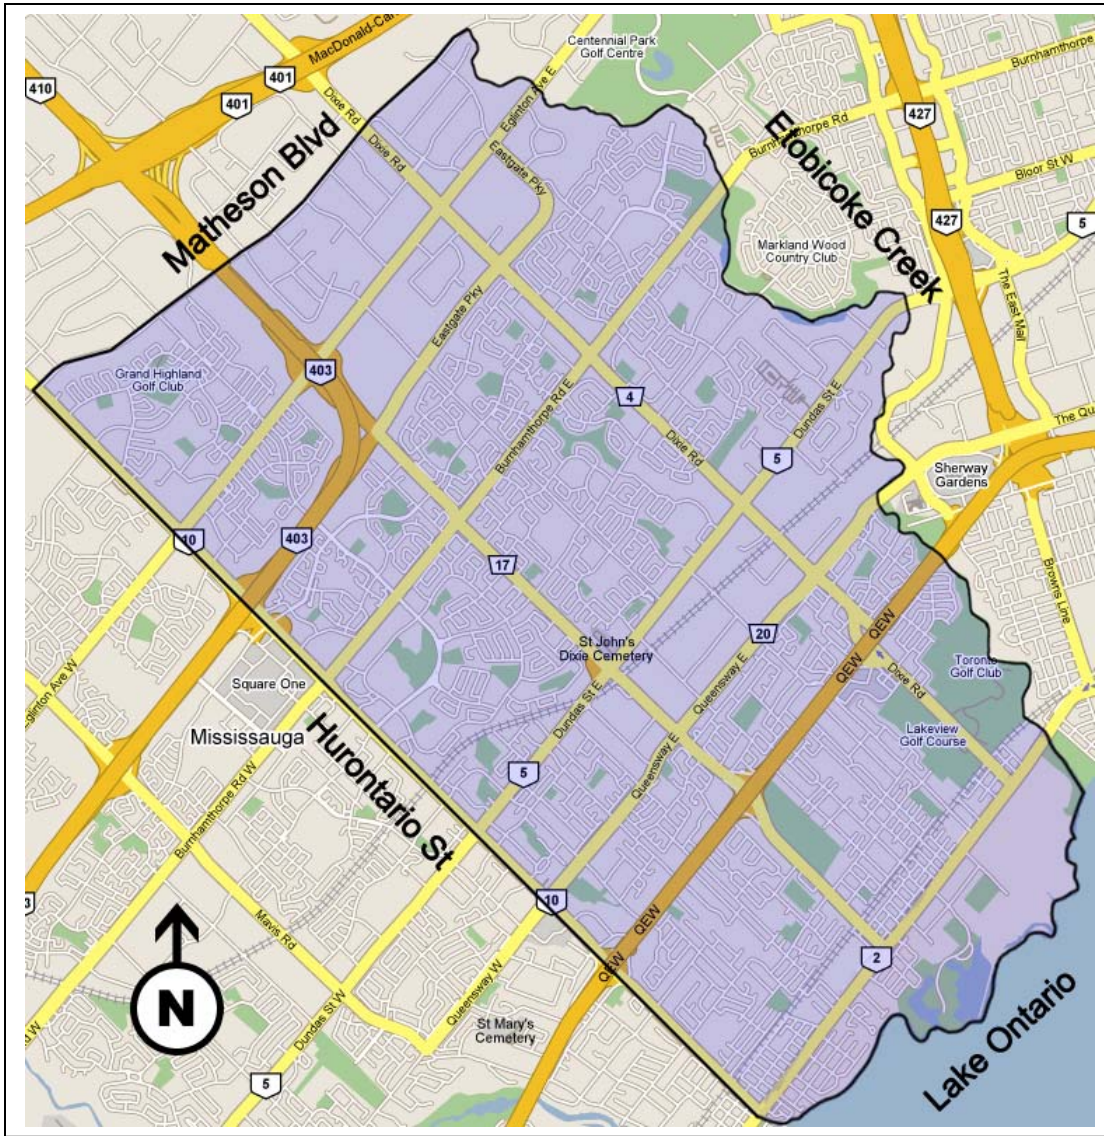 Centennial Park
Golf Centre
MacDonald-Car
401
401
410
Burnhamthorpe
Eglinton Ave E
Dixie Rd
427
Matheson Blvd
Dixie Rd
Eastgate Pky
Burnhamthorpe Rd
Etobicoke Creek
Bloor St W
427
5
Markland Wood
Country Club
The East Mall
Eastgate Pky
403
Grand Highland
Golf Club
4
Burnhamthorpe Rd E
Dundas St E
The Qu
Dixie Rd
5
Sherway
Gardens
10
403
17
Browns Line
QEW
20
St John's
Dixie Cemetery
QEW
Queensway E
Toronto
Golf Club
Dixie Rd
Eglinton Ave W
Square One
Dundas St E
Mississauga
Hurontario St
Lakeview
Golf Course
5
Queensway E
Burnhamthorpe Rd W
3
10
Mavis Rd
QEW
2
QEW
Queensway W
N
Dundas St W
St Mary's
Cemetery
d W
Lake Ontario
5